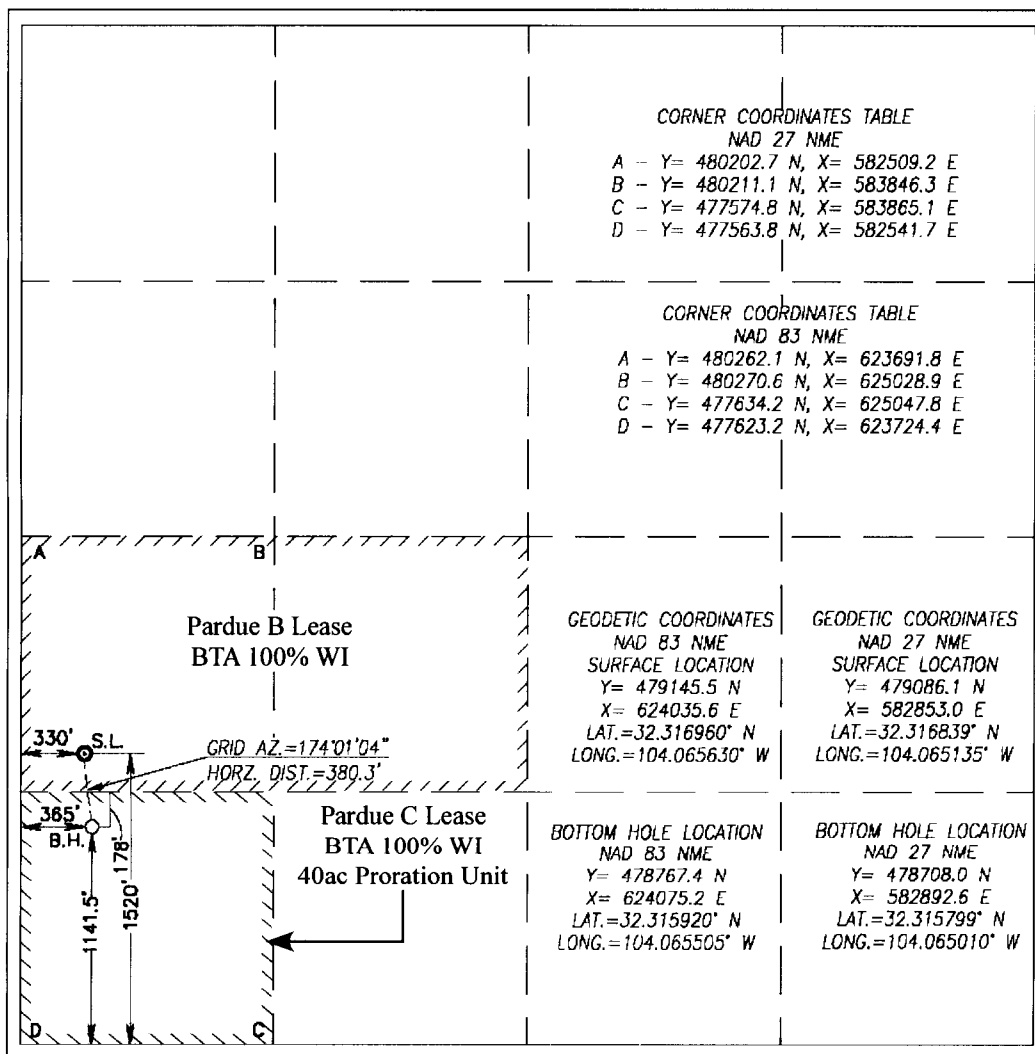 CORNER COORDINATES TABLE
NAD 27 NME
A - Y= 480202.7 N, X= 582509.2 E
B - Y= 480211.1 N, X= 583846.3 E
C - Y= 477574.8 N, X= 583865.1 E
D - Y= 477563.8 N, X= 582541.7 E
CORNER COORDINATES TABLE
NAD 83 NME
A - Y= 480262.1 N, X= 623691.8 E
B - Y= 480270.6 N, X= 625028.9 E
C - Y= 477634.2 N, X= 625047.8 E
D - Y= 477623.2 N, X= 623724.4 E
A
B
Pardue B Lease
BTA 100% WI
330'
S.L.
GRID AZ.=174°01'04"
HORZ. DIST.=380.3'
GEODETIC COORDINATES
NAD 83 NME
SURFACE LOCATION
Y= 479145.5 N
X= 624035.6 E
LAT.=32.316960° N
LONG.=104.065630° W
GEODETIC COORDINATES
NAD 27 NME
SURFACE LOCATION
Y= 479086.1 N
X= 582853.0 E
LAT.=32.316839° N
LONG.=104.065135° W
365'
B.H.
178'
1520'
1141.5'
Pardue C Lease
BTA 100% WI
40ac Proration Unit
BOTTOM HOLE LOCATION
NAD 83 NME
Y= 478767.4 N
X= 624075.2 E
LAT.=32.315920° N
LONG.=104.065505° W
BOTTOM HOLE LOCATION
NAD 27 NME
Y= 478708.0 N
X= 582892.6 E
LAT.=32.315799° N
LONG.=104.065010° W
D
C